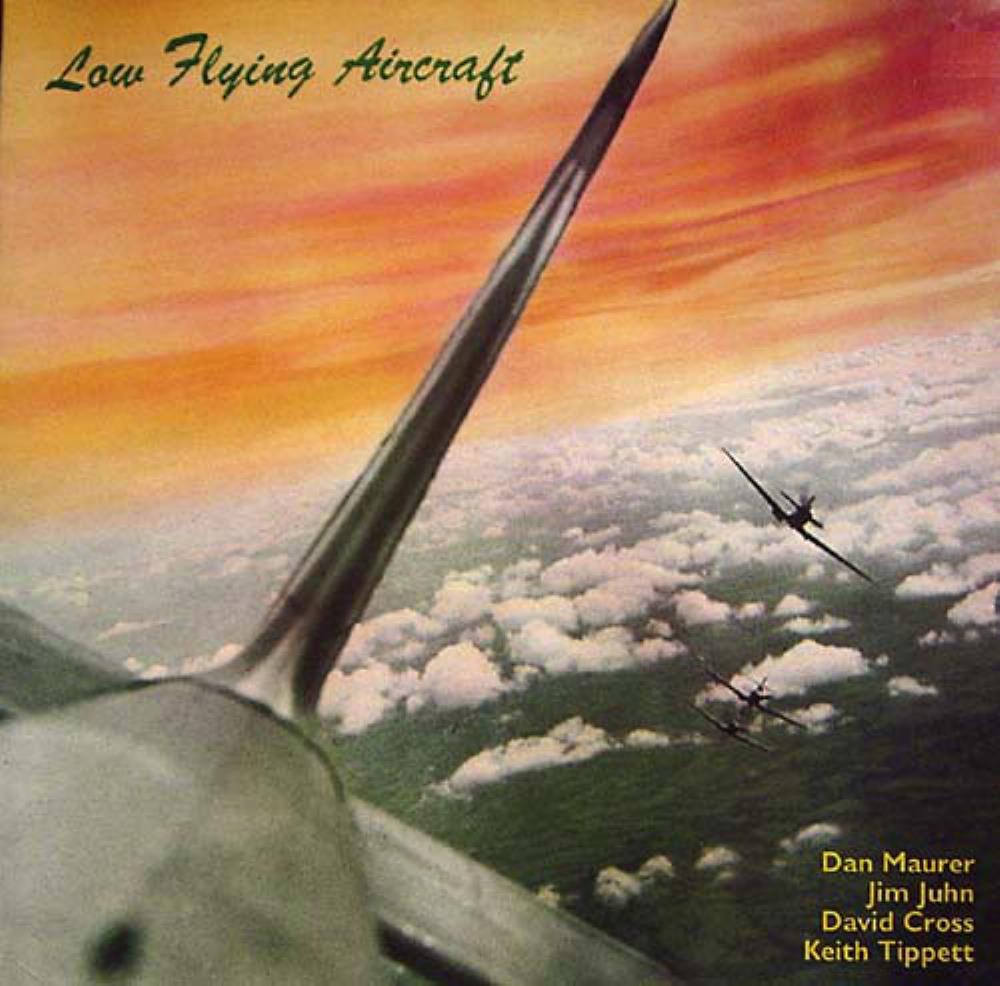 Low Flying Aircraft
Dan Maurer
Jim Juhn
David Cross
Keith Tippett